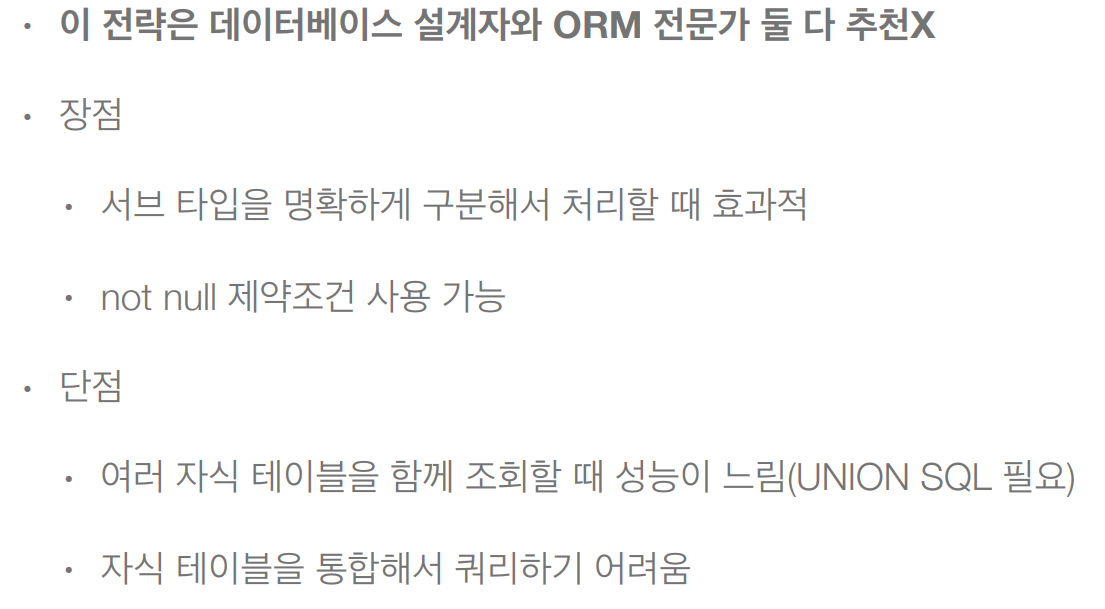 • 이 전략은 데이터베이스 설계자와 ORM 전문가 둘 다 추천X
• 장점
• 서브 타입을 명확하게 구분해서 처리할 때 효과적
• not null 제약조건 사용 가능
• 단점
• 여러 자식 테이블을 함께 조회할 때 성능이 느림(UNION SQL 필요)
• 자식 테이블을 통합해서 쿼리하기 어려움